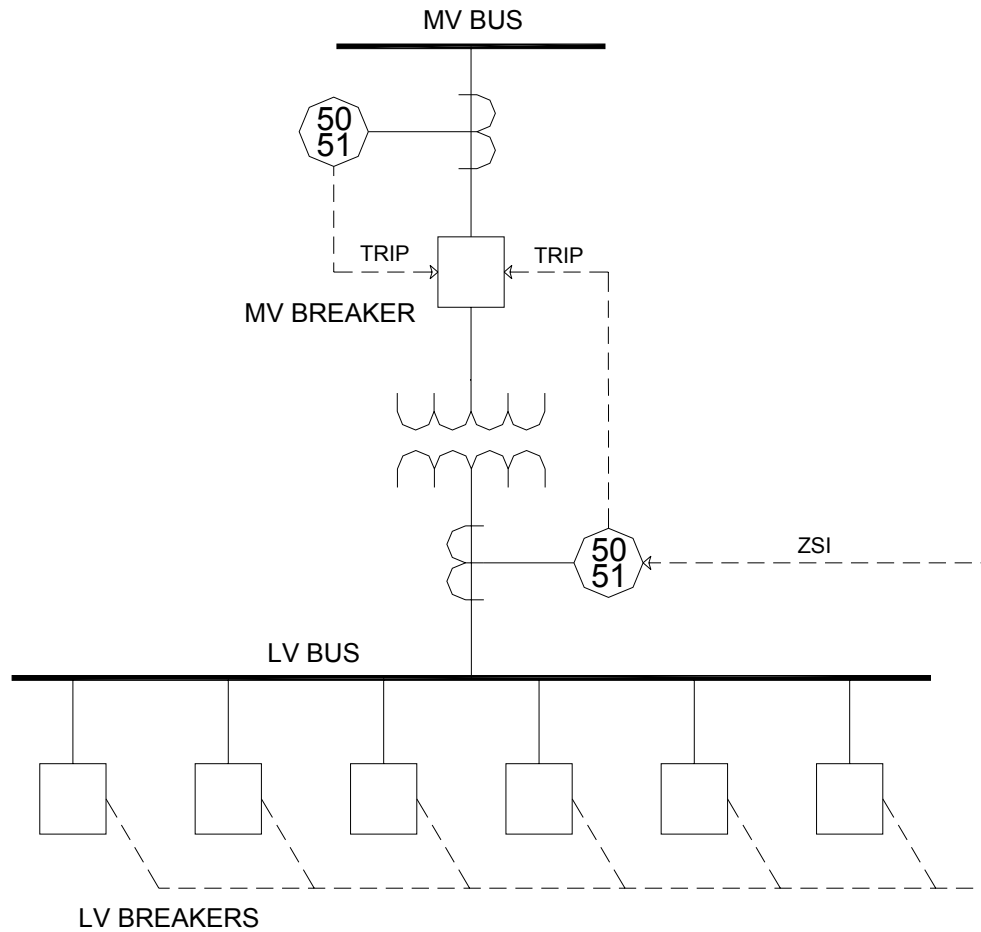 MV BUS
50
51
TRIP
TRIP
MV BREAKER
50
51
ZSI
LV BUS
LV BREAKERS